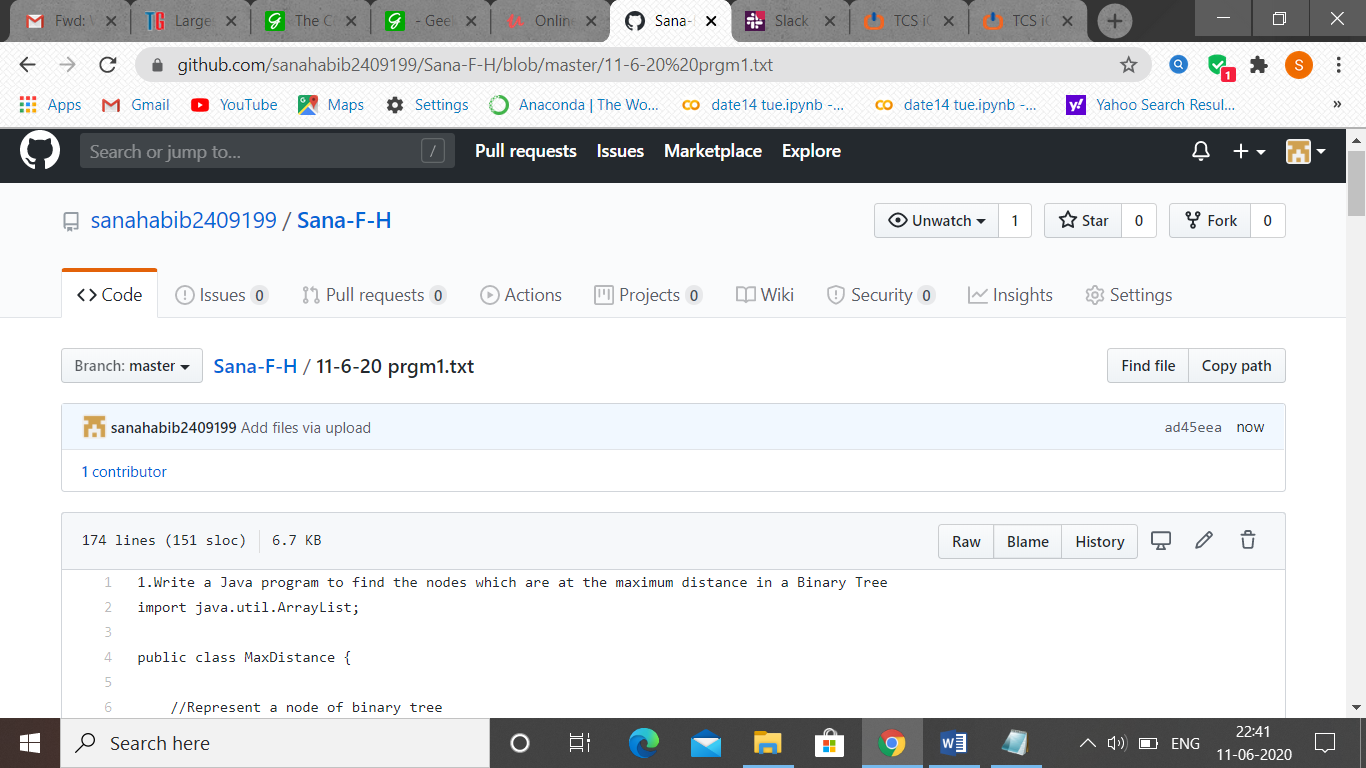 Fwd: W
TG Large
The C
- Geek
Online
Sana-
Slack
TCS iO
TCS iO
github.com/sanahabib2409199/Sana-F-H/blob/master/11-6-20%20prgm1.txt
1
S
Apps Gmail YouTube Maps Settings Anaconda | The Wo... date14 tue.ipynb -... date14 tue.ipynb -... Yahoo Search Resul... »
Search or jump to... / Pull requests Issues Marketplace Explore
sanahabib2409199 / Sana-F-H
Unwatch 1 Star 0 Fork 0
Code Issues 0 Pull requests 0 Actions Projects 0 Wiki Security 0 Insights Settings
Branch: master Sana-F-H / 11-6-20 prgm1.txt Find file Copy path
sanahabib2409199 Add files via upload ad45eea now
1 contributor
174 lines (151 sloc) 6.7 KB Raw Blame History
1 1.Write a Java program to find the nodes which are at the maximum distance in a Binary Tree
2 import java.util.ArrayList;
3
4 public class MaxDistance {
5
6 //Represent a node of binary tree
Search here ENG 22:41
11-06-2020